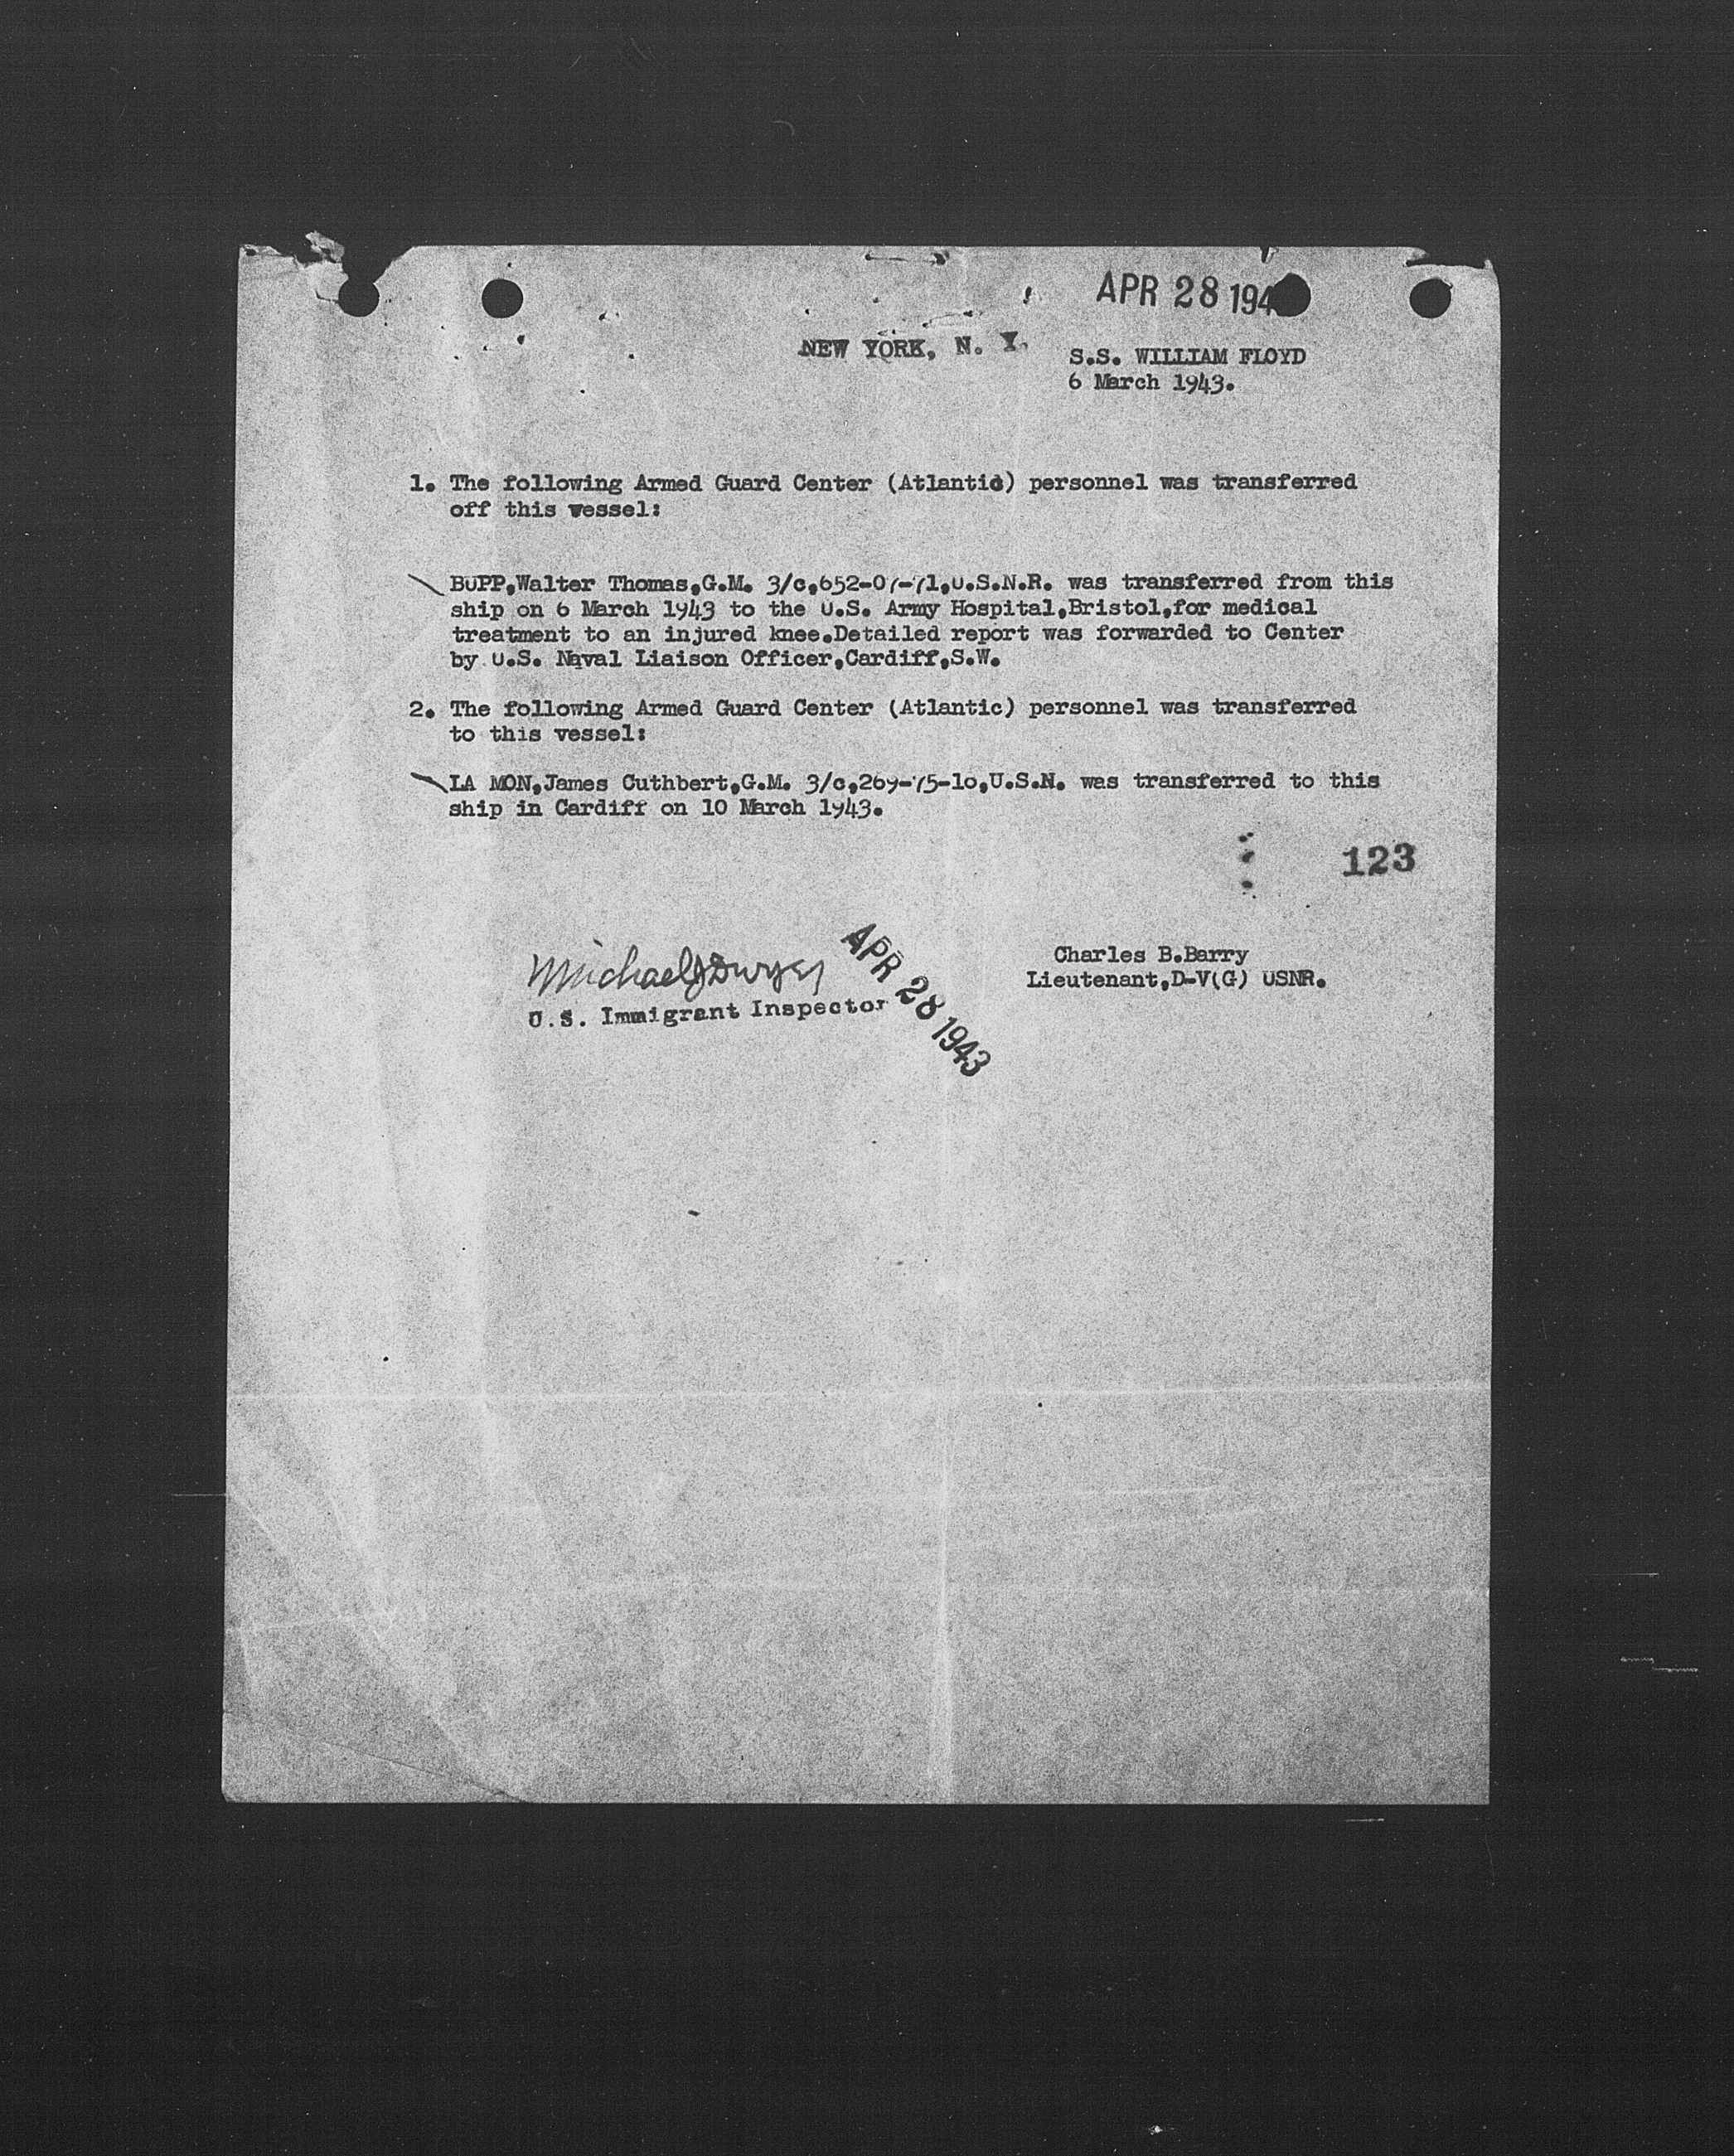 APR 28 194
NEW YORK, N. Y.
S.S. WILLIAM FLOYD
6 March 1943.
1. The following Armed Guard Center (Atlantic) personnel was transferred
off this vessel:
BUPP,Walter Thomas,G.M. 3/c,652-07-71,U.S.N.R. was transferred from this
ship on 6 March 1943 to the U.S. Army Hospital,Bristol,for medical
treatment to an injured knee.Detailed report was forwarded to Center
by U.S. Naval Liaison Officer,Cardiff,S.W.
2. The following Armed Guard Center (Atlantic) personnel was transferred
to this vessel:
LA MON,James Cuthbert,G.M. 3/c,269-75-10,U.S.N. was transferred to this
ship in Cardiff on 10 March 1943.
123
Michael J Dwyer
U.S. Immigrant Inspector
APR 28 1943
Charles B.Barry
Lieutenant,D-V(G) USNR.